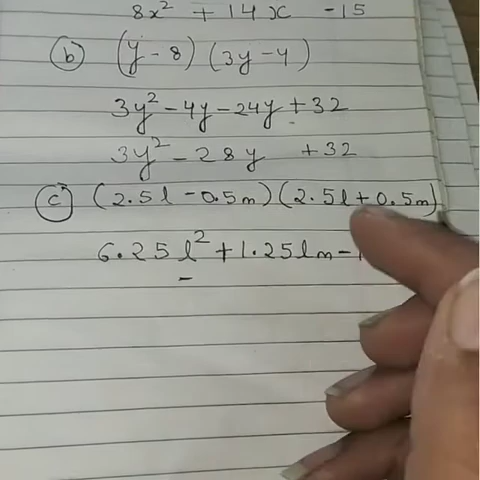 8x² + 14x -15
(b) (y - 8) (3y - 4)
3y² - 4y - 24y + 32
3y² - 28y + 32
(c) (2.5l - 0.5m) (2.5l + 0.5m)
6.25l² + 1.25lm -